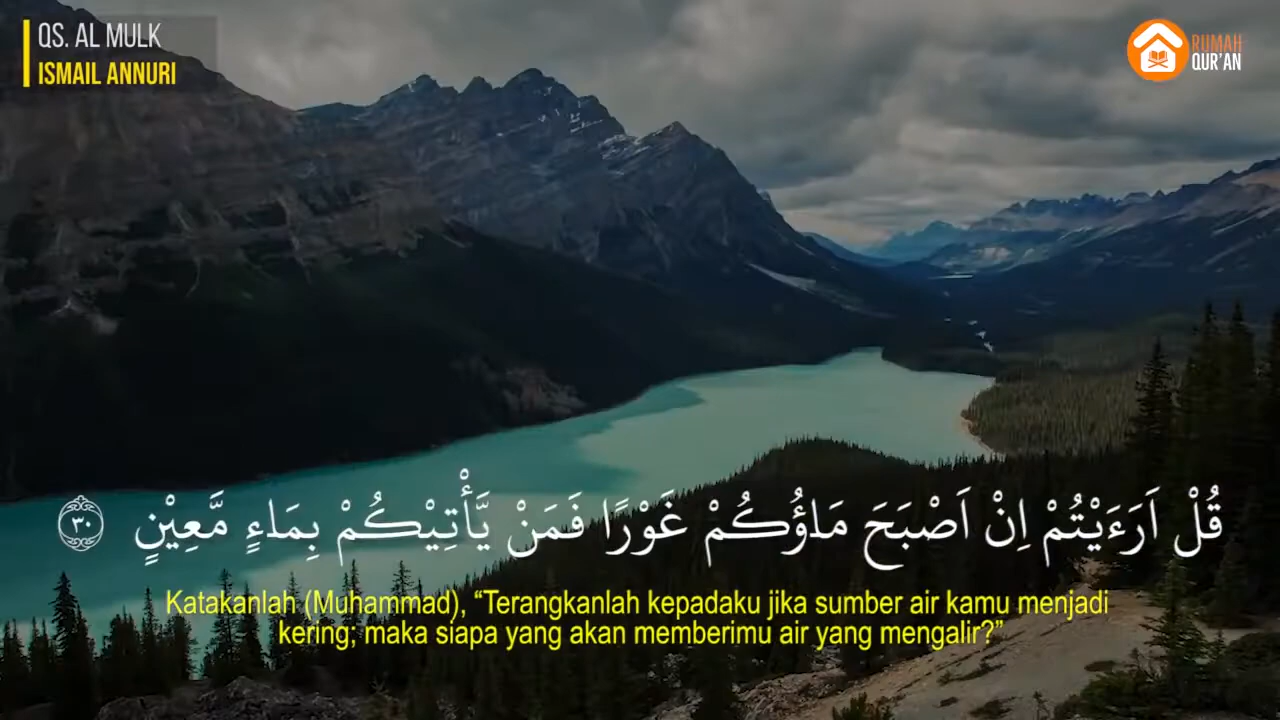 QS. AL MULK
ISMAIL ANNURI
RUMAH
QUR'AN
قُلْ اَرَءَيْتُمْ اِنْ اَصْبَحَ مَاۤؤُكُمْ غَوْرًا فَمَنْ يَّأْتِيْكُمْ بِمَاۤءٍ مَّعِيْنٍ ٣٠
Katakanlah (Muhammad), “Terangkanlah kepadaku jika sumber air kamu menjadi
kering; maka siapa yang akan memberimu air yang mengalir?”